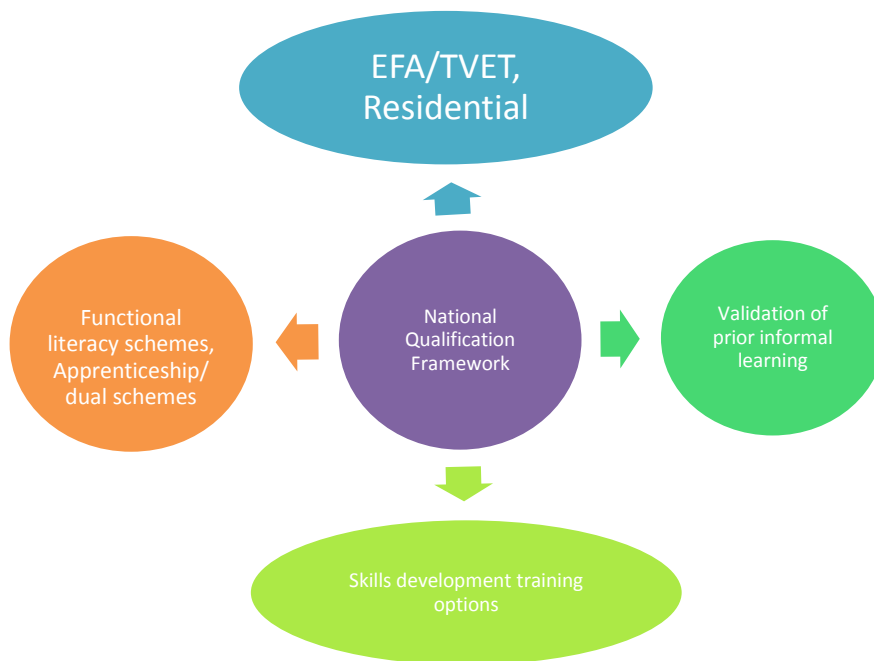 EFA/TVET,
Residential
Functional
literacy schemes,
Apprenticeship/
dual schemes
National
Qualification
Framework
Validation of
prior informal
learning
Skills development training
options